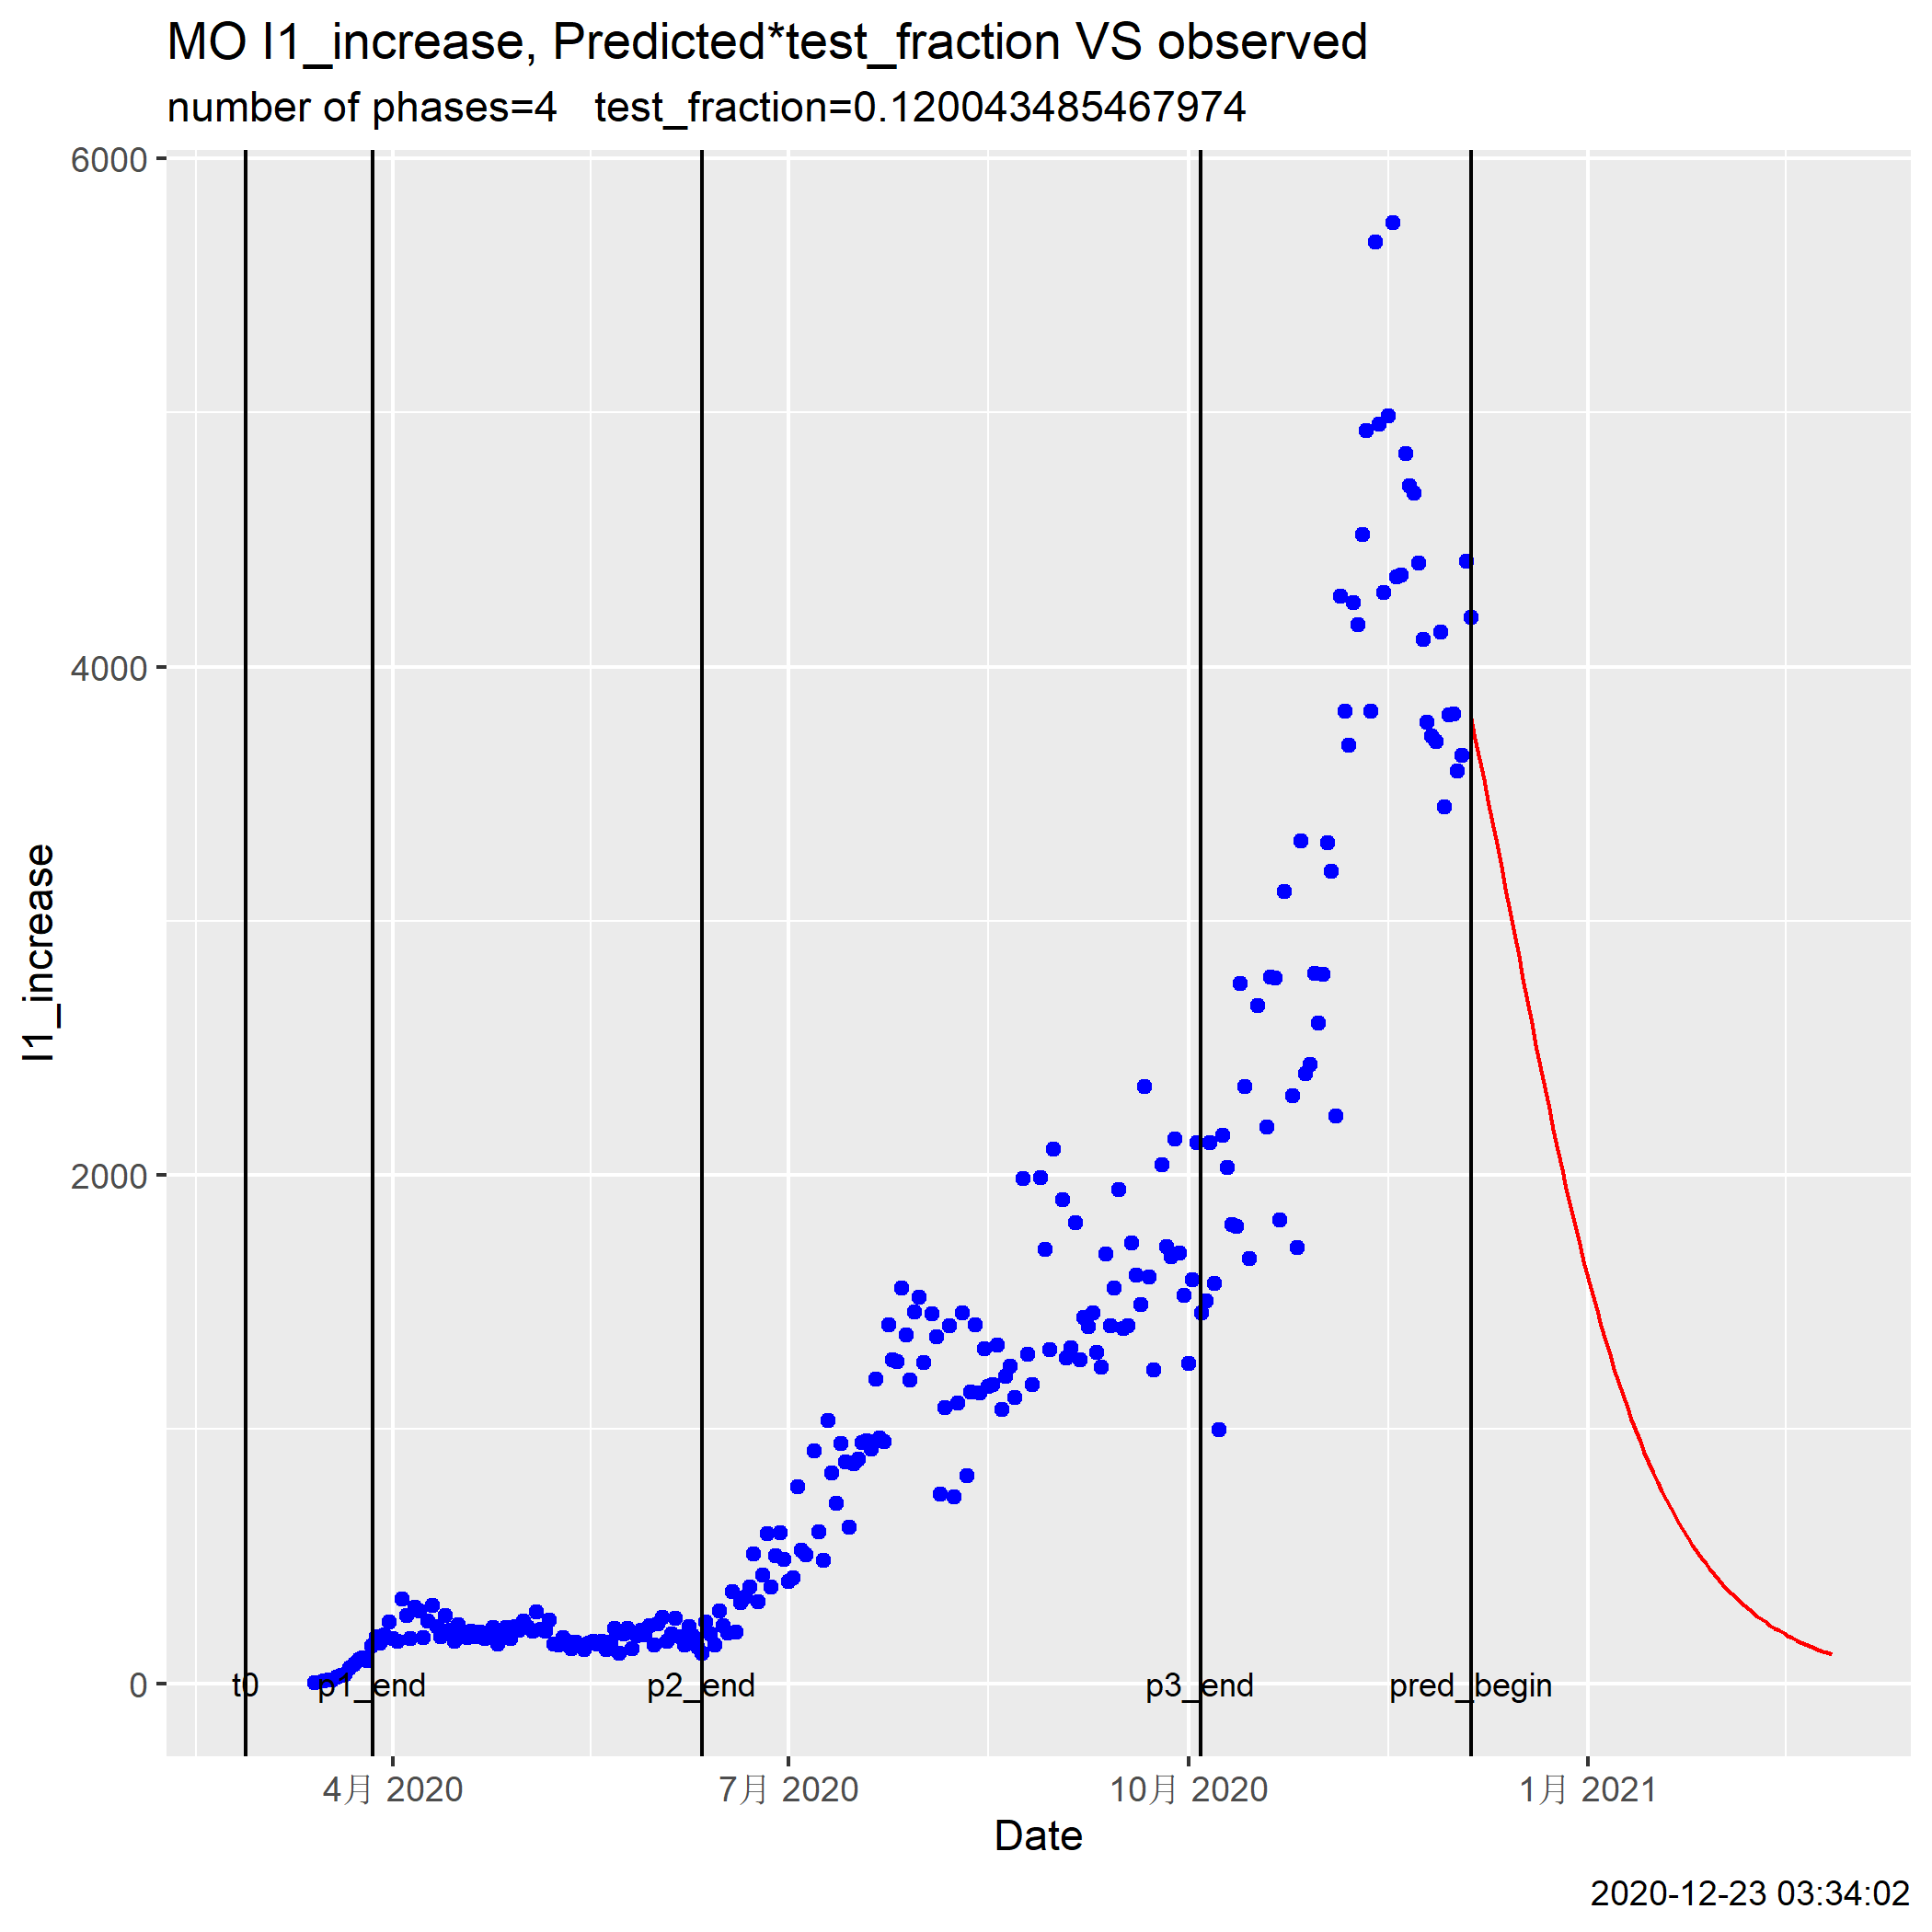 MO I1_increase, Predicted*test_fraction VS observed
number of phases=4   test_fraction=0.120043485467974
6000
4000
2000
0
I1_increase
t0
p1_end
p2_end
p3_end
pred_begin
4月 2020
7月 2020
10月 2020
1月 2021
Date
2020-12-23 03:34:02